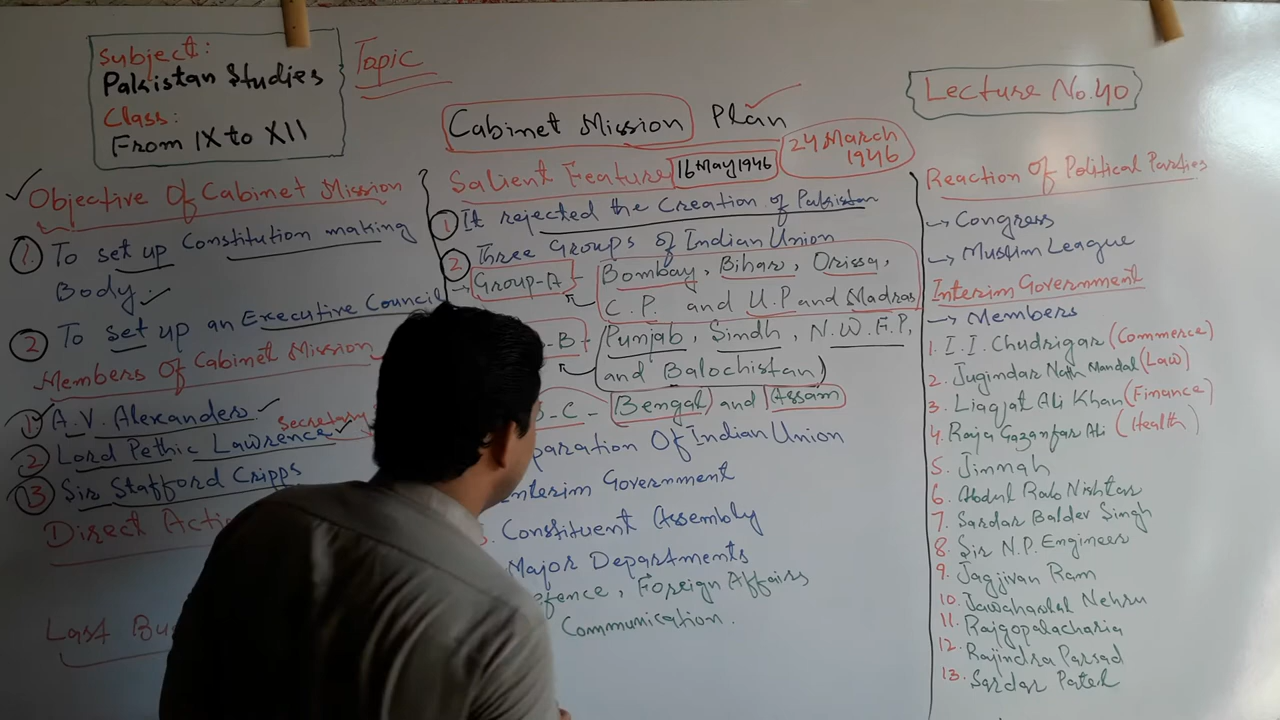 Subject:
Pakistan Studies
Class:
From IX to XII
Topic
Lecture No.40
Cabinet Mission Plan
Objective Of Cabinet Mission
1. To set up Constitution making
Body.
2 To set up an Executive Council
Members Of Cabinet Mission
1 A.V. Alexander
Secretary
2 Lord Pethic Lawrence
3 Sir Stafford Cripps
Direct Acti
Last Bu
Salient Feature 16 May 1946
24 March
1946
1 It rejected the Creation of Pakistan
2 Three Groups of Indian Union
Group-A Bombay, Bihar, Orissa,
C.P. and U.P and Madras
-B (Punjab, Sindh, N.W.F.P,
and Balochistan)
-C- (Bengal) and Assam
paration Of Indian Union
Interim Government
Constituent Assembly
Major Departments
efence, Foreign Affairs
Communication.
Reaction Of Political Parties
→ Congress
→ Muslim League
Interim Government
→ Members
1. I.I. Chudrigar (Commerce)
2. Jugindar Nath Mandal (Law)
3. Liaqat Ali Khan (Finance)
4. Raja Gazanfar Ali (Health)
5. Jinnah
6. Abdul Rab Nishtar
7. Sardar Baldev Singh
8. Sir N.P. Engineer
9. Jagjivan Ram
10. Jawaharlal Nehru
11. Rajgopalacharia
12. Rajindra Parsad
13. Sardar Patel